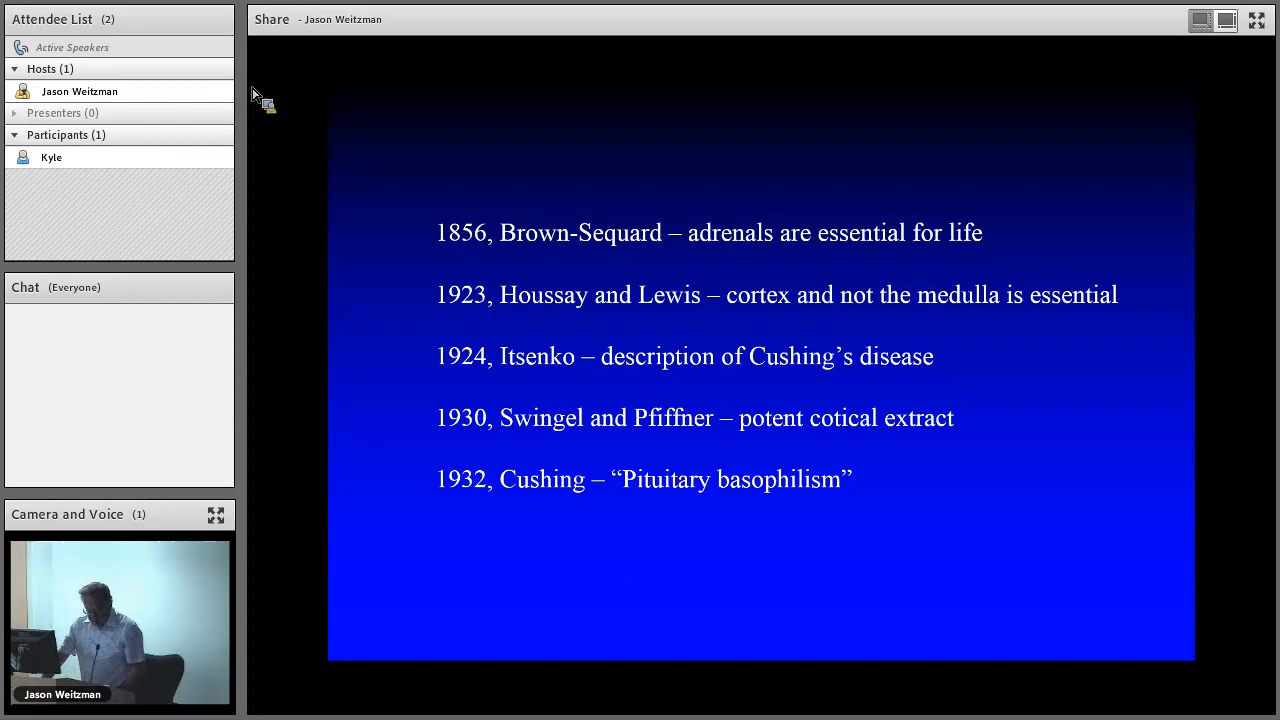 Attendee List (2)
Active Speakers
Hosts (1)
Jason Weitzman
Presenters (0)
Participants (1)
Kyle
Chat (Everyone)
Camera and Voice (1)
Jason Weitzman
Share - Jason Weitzman
1856, Brown-Sequard – adrenals are essential for life
1923, Houssay and Lewis – cortex and not the medulla is essential
1924, Itsenko – description of Cushing’s disease
1930, Swingel and Pfiffner – potent cotical extract
1932, Cushing – “Pituitary basophilism”